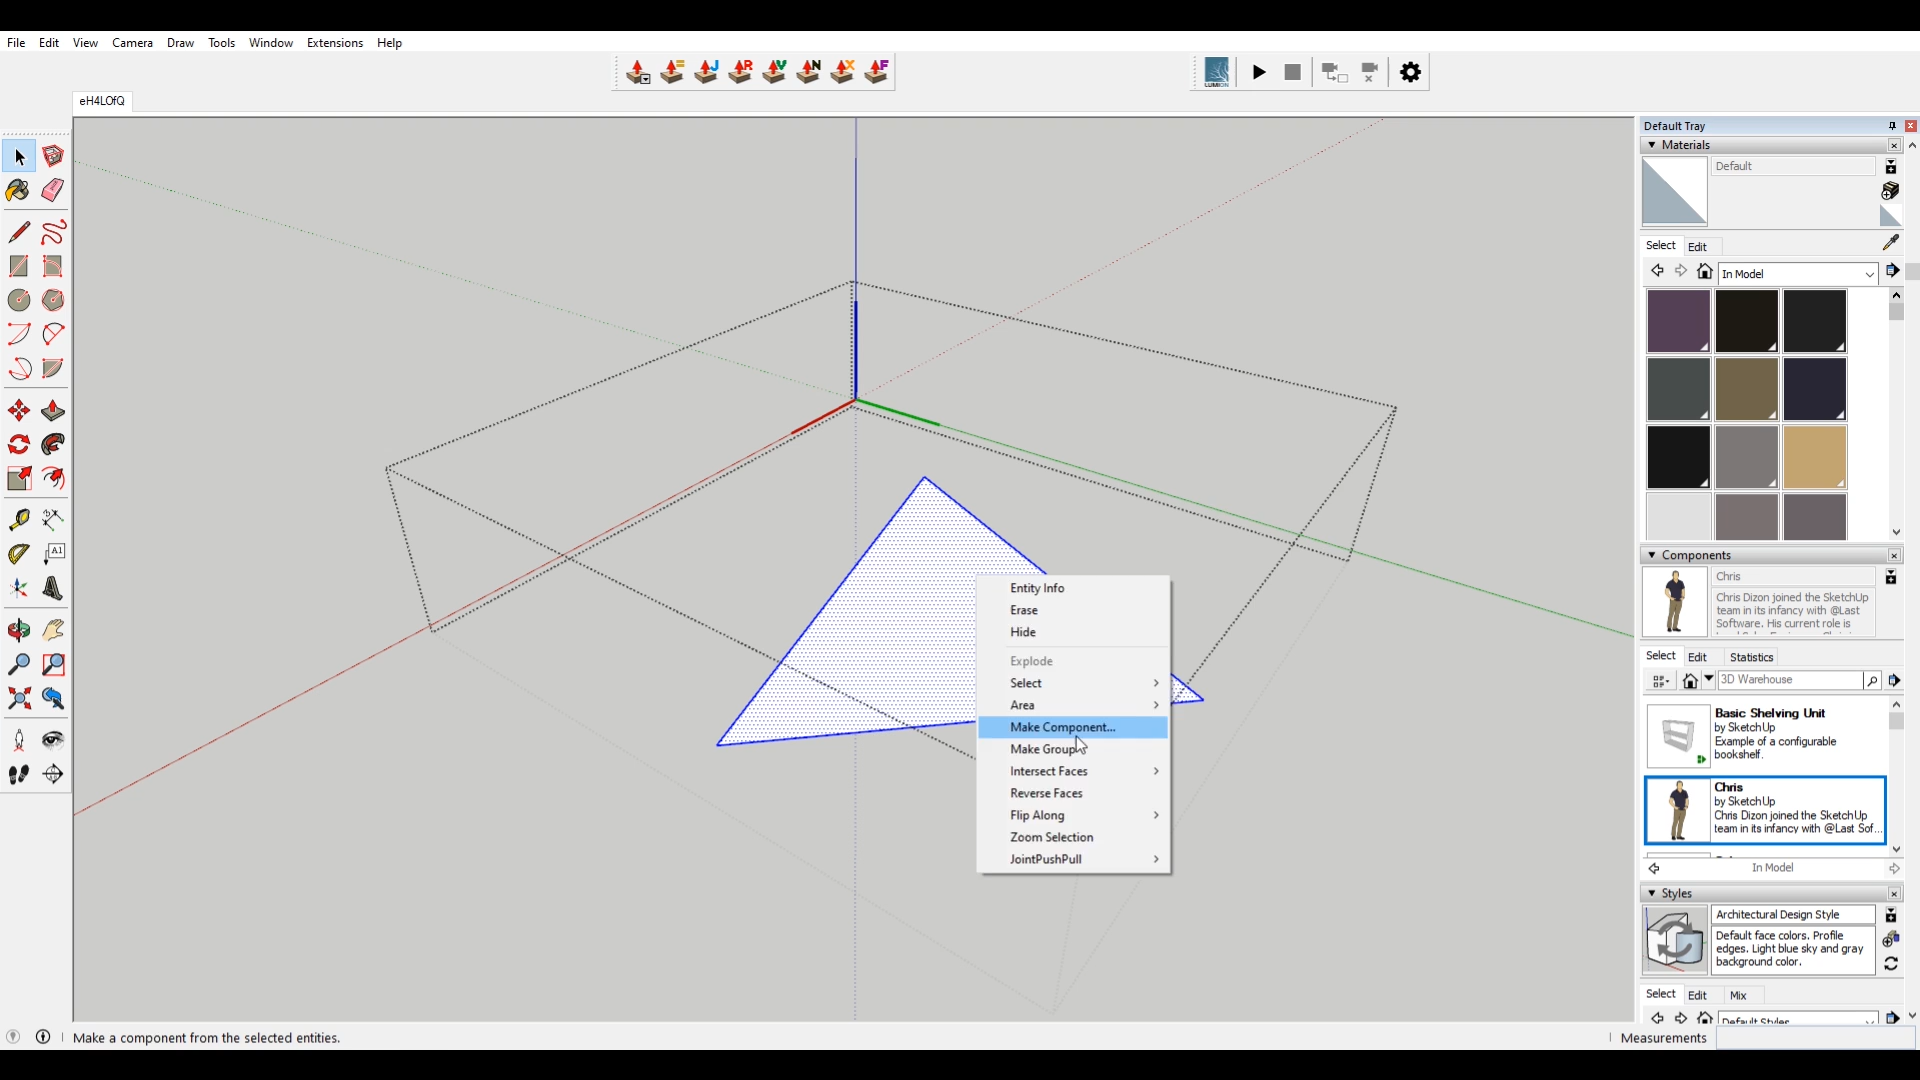 File Edit View Camera Draw Tools Window Extensions Help
J R V N X F
LUMION
eH4LOfQ
A1
Entity Info
Erase
Hide
Explode
Select
Area
Make Component...
Make Group
Intersect Faces
Reverse Faces
Flip Along
Zoom Selection
JointPushPull
Default Tray
Materials
Default
Select Edit
In Model
Components
Chris
Chris Dizon joined the SketchUp
team in its infancy with @Last
Software. His current role is
Select Edit Statistics
3D Warehouse
Basic Shelving Unit
by SketchUp
Example of a configurable
bookshelf.
Chris
by SketchUp
Chris Dizon joined the SketchUp
team in its infancy with @Last Sof...
In Model
Styles
Architectural Design Style
Default face colors. Profile
edges. Light blue sky and gray
background color.
Select Edit Mix
Default Styles
Make a component from the selected entities.
Measurements